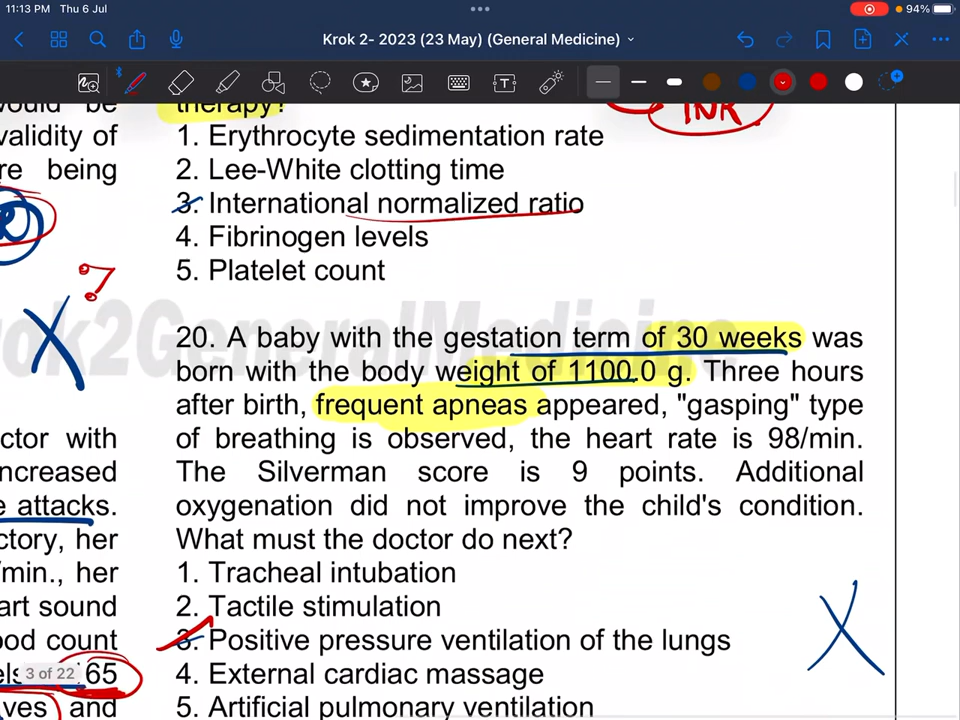 11:13 PM Thu 6 Jul
94%
Krok 2- 2023 (23 May) (General Medicine)
would be
validity of
re being
?
ctor with
increased
e attacks.
ctory, her
/min., her
art sound
ood count
els 165
ves and
3 of 22
therapy?
INR
1. Erythrocyte sedimentation rate
2. Lee-White clotting time
3. International normalized ratio
4. Fibrinogen levels
5. Platelet count
ok2GeneralMedicine
20. A baby with the gestation term of 30 weeks was
born with the body weight of 1100.0 g. Three hours
after birth, frequent apneas appeared, "gasping" type
of breathing is observed, the heart rate is 98/min.
The Silverman score is 9 points. Additional
oxygenation did not improve the child's condition.
What must the doctor do next?
1. Tracheal intubation
2. Tactile stimulation
3. Positive pressure ventilation of the lungs
4. External cardiac massage
5. Artificial pulmonary ventilation
X
X